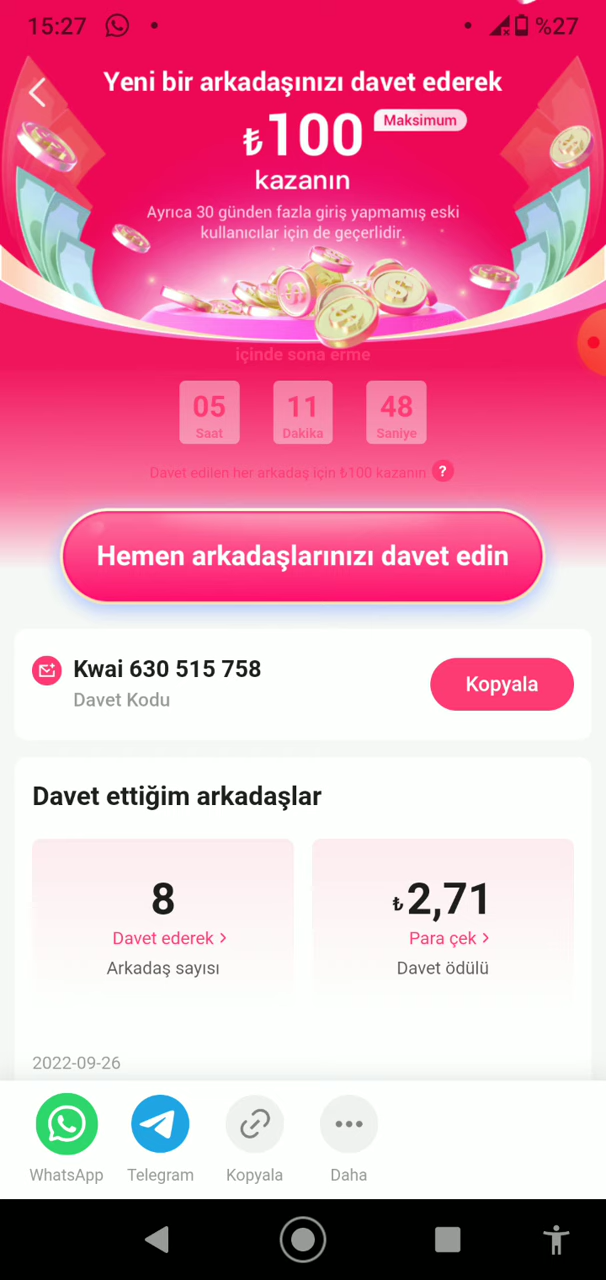 15:27
%27
Yeni bir arkadaşınızı davet ederek
₺100 Maksimum
kazanın
Ayrıca 30 günden fazla giriş yapmamış eski
kullanıcılar için de geçerlidir.
içinde sona erme
05 11 48
Saat Dakika Saniye
Davet edilen her arkadaş için ₺100 kazanın ?
Hemen arkadaşlarınızı davet edin
Kwai 630 515 758
Davet Kodu
Kopyala
Davet ettiğim arkadaşlar
8
Davet ederek >
Arkadaş sayısı
₺2,71
Para çek >
Davet ödülü
2022-09-26
WhatsApp Telegram Kopyala Daha